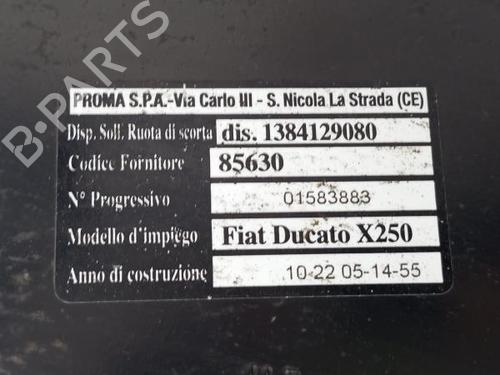 B-PARTS
PROMA S.P.A.-Via Carlo III - S. Nicola La Strada (CE)
Disp. Soll. Ruota di scorta dis. 1384129080
Codice Fornitore 85630
N° Progressivo 01583883
Modello d'impiego Fiat Ducato X250
Anno di costruzione 10-22 05-14-55